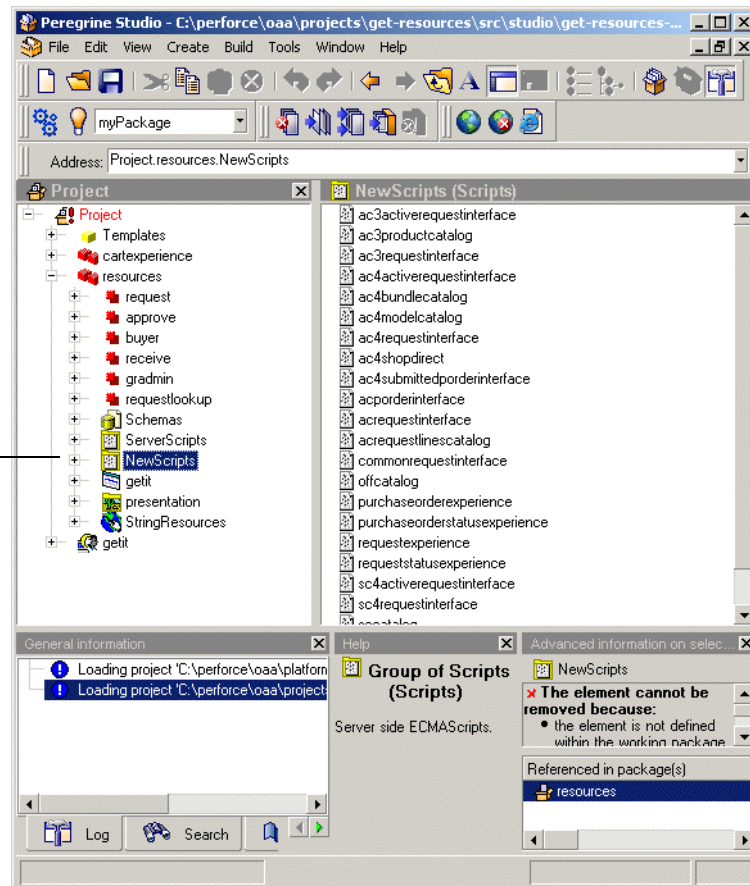 Peregrine Studio - C:\perforce\oaa\projects\get-resources\src\studio\get-resources-...
File Edit View Create Build Tools Window Help
myPackage
Address: Project.resources.NewScripts
Project
Project
Templates
cartexperience
resources
request
approve
buyer
receive
gradmin
requestlookup
Schemas
ServerScripts
NewScripts
getit
presentation
StringResources
getit
NewScripts (Scripts)
ac3activerequestinterface
ac3productcatalog
ac3requestinterface
ac4activerequestinterface
ac4bundlecatalog
ac4modelcatalog
ac4requestinterface
ac4shopdirect
ac4submittedporderinterface
acporderinterface
acrequestinterface
acrequestlinescatalog
commonrequestinterface
offcatalog
purchaseorderexperience
purchaseorderstatusexperience
requestexperience
requeststatusexperience
sc4activerequestinterface
sc4requestinterface
General information
Loading project 'C:\perforce\oaa\platform
Loading project 'C:\perforce\oaa\project
Log Search
Help
Group of Scripts
(Scripts)
Server side ECMAScripts.
Advanced information on selec...
NewScripts
The element cannot be
removed because:
• the element is not defined
within the working package
Referenced in package(s)
resources